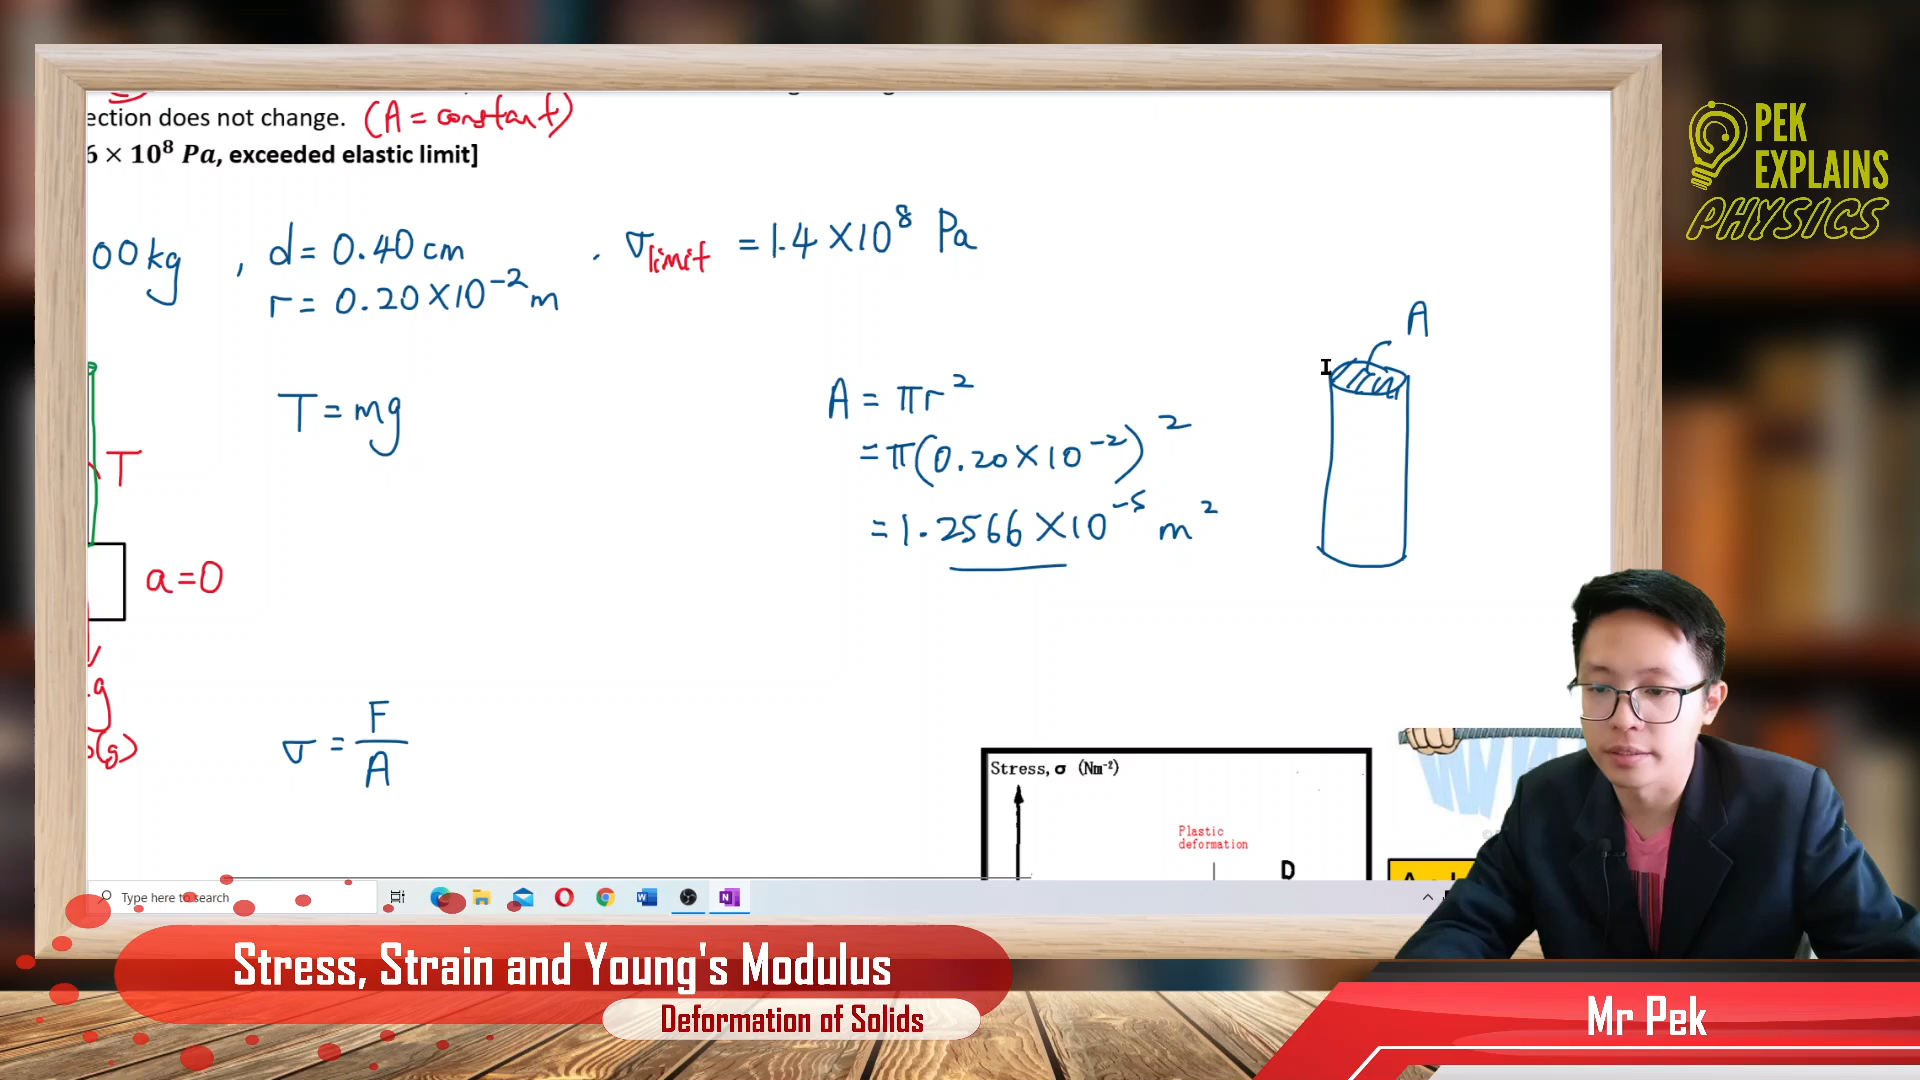 ection does not change. (A = constant)
6 × 10⁸ Pa, exceeded elastic limit]
00 kg , d = 0.40 cm . σlimit = 1.4 × 10⁸ Pa
r = 0.20 × 10⁻² m
A
T = mg
A = πr²
= π(0.20 × 10⁻²)²
T
= 1.2566 × 10⁻⁵ m²
a = 0
g
σ = F/A
Stress, σ (Nm⁻²)
Plastic
deformation
D
Type here to search
PEK
EXPLAINS
PHYSICS
Stress, Strain and Young's Modulus
Deformation of Solids
Mr Pek